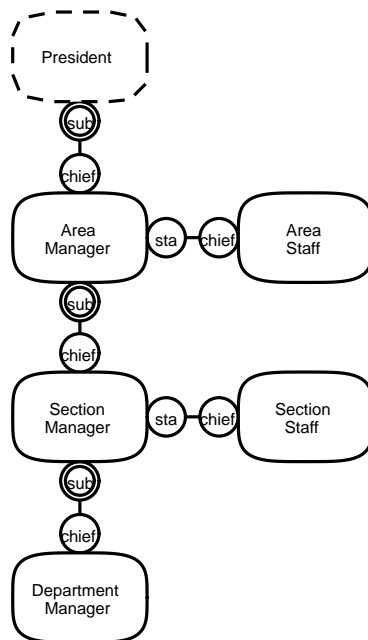 President
sub
chief
Area
Manager
sta
chief
Area
Staff
sub
chief
Section
Manager
sta
chief
Section
Staff
sub
chief
Department
Manager